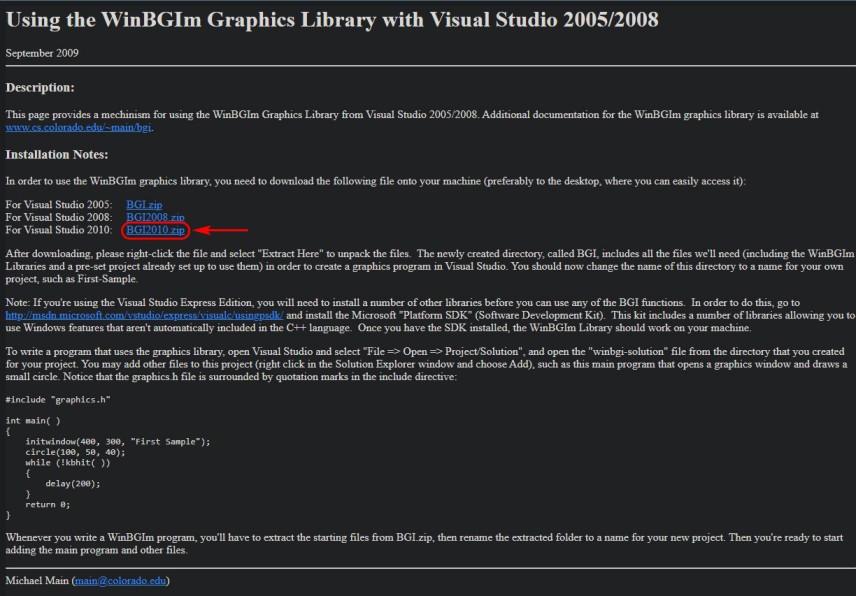 Using the WinBGIm Graphics Library with Visual Studio 2005/2008
September 2009
Description:
This page provides a mechinism for using the WinBGIm Graphics Library from Visual Studio 2005/2008. Additional documentation for the WinBGIm graphics library is available at
www.cs.colorado.edu/~main/bgi.
Installation Notes:
In order to use the WinBGIm graphics library, you need to download the following file onto your machine (preferably to the desktop, where you can easily access it):
For Visual Studio 2005: BGI.zip
For Visual Studio 2008: BGI2008.zip
For Visual Studio 2010: BGI2010.zip
After downloading, please right-click the file and select "Extract Here" to unpack the files. The newly created directory, called BGI, includes all the files we'll need (including the WinBGIm
Libraries and a pre-set project already set up to use them) in order to create a graphics program in Visual Studio. You should now change the name of this directory to a name for your own
project, such as First-Sample.
Note: If you're using the Visual Studio Express Edition, you will need to install a number of other libraries before you can use any of the BGI functions. In order to do this, go to
http://msdn.microsoft.com/vstudio/express/visualc/usingpsdk/ and install the Microsoft "Platform SDK" (Software Development Kit). This kit includes a number of libraries allowing you to
use Windows features that aren't automatically included in the C++ language. Once you have the SDK installed, the WinBGIm Library should work on your machine.
To write a program that uses the graphics library, open Visual Studio and select "File => Open => Project/Solution", and open the "winbgi-solution" file from the directory that you created
for your project. You may add other files to this project (right click in the Solution Explorer window and choose Add), such as this main program that opens a graphics window and draws a
small circle. Notice that the graphics.h file is surrounded by quotation marks in the include directive:
#include "graphics.h"
int main( )
{
    initwindow(400, 300, "First Sample");
    circle(100, 50, 40);
    while (!kbhit( ))
    {
        delay(200);
    }
    return 0;
}
Whenever you write a WinBGIm program, you'll have to extract the starting files from BGI.zip, then rename the extracted folder to a name for your new project. Then you're ready to start
adding the main program and other files.
Michael Main (main@colorado.edu)